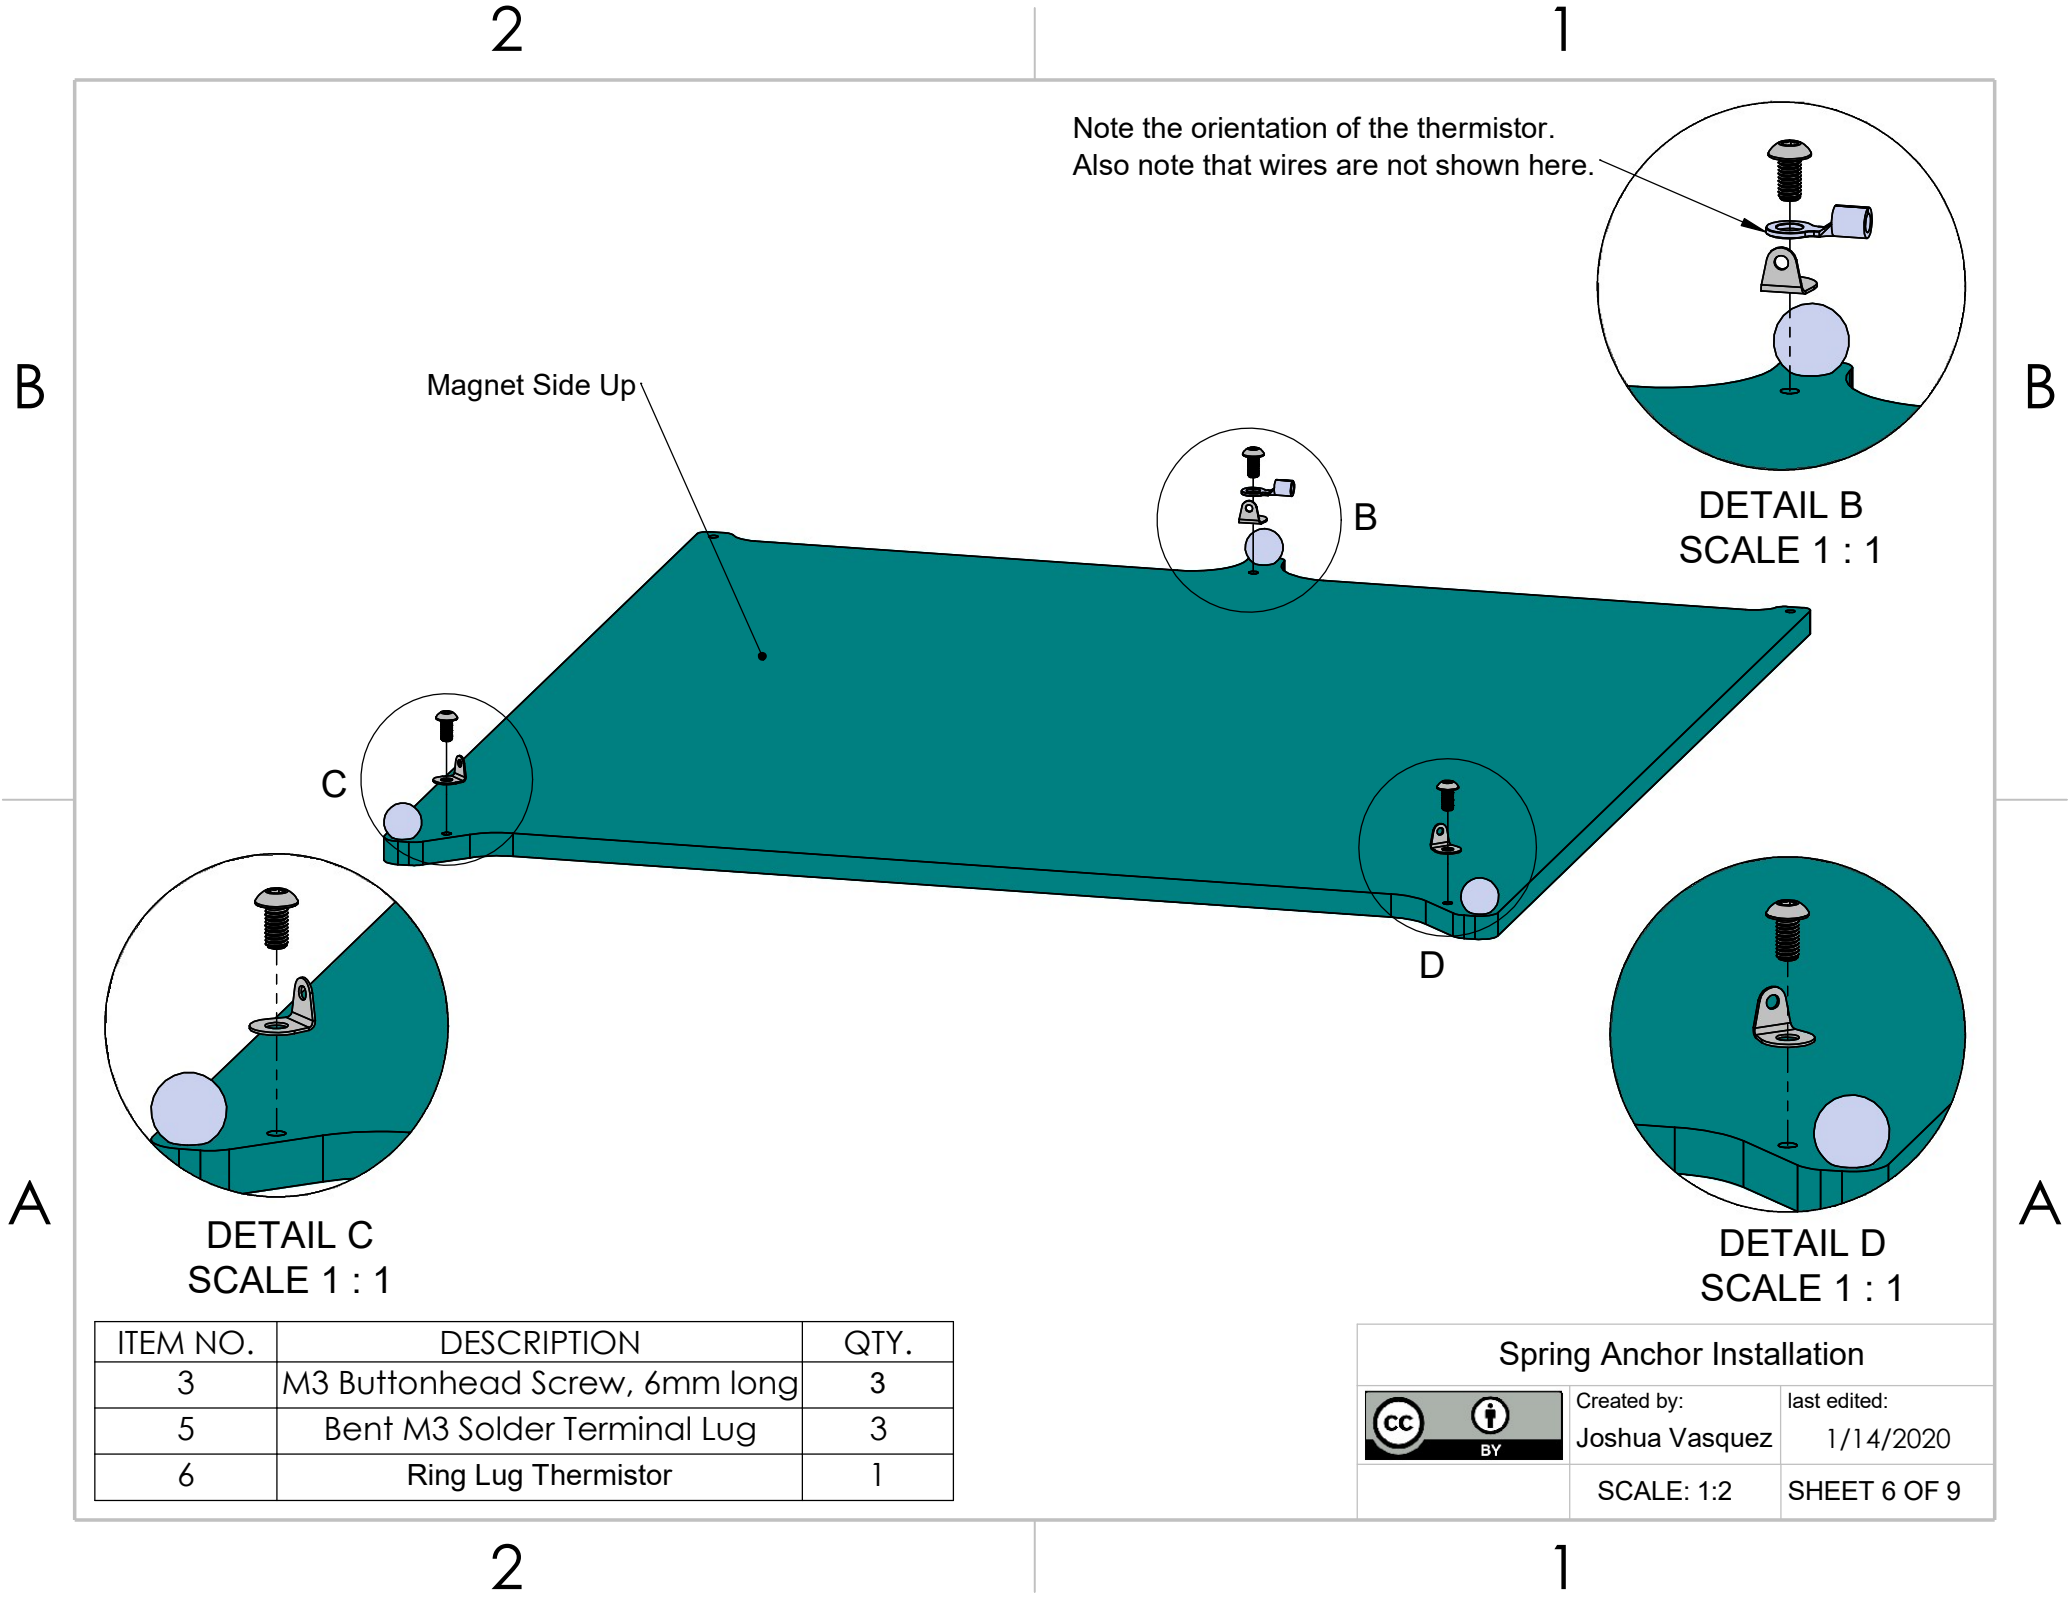 2
1
Note the orientation of the thermistor.
Also note that wires are not shown here.
B
B
Magnet Side Up
B
DETAIL B
SCALE 1 : 1
C
D
A
A
DETAIL C
SCALE 1 : 1
DETAIL D
SCALE 1 : 1
ITEM NO. DESCRIPTION QTY.
3 M3 Buttonhead Screw, 6mm long 3
5 Bent M3 Solder Terminal Lug 3
6 Ring Lug Thermistor 1
Spring Anchor Installation
cc
BY
Created by:
Joshua Vasquez
last edited:
1/14/2020
SCALE: 1:2
SHEET 6 OF 9
2
1